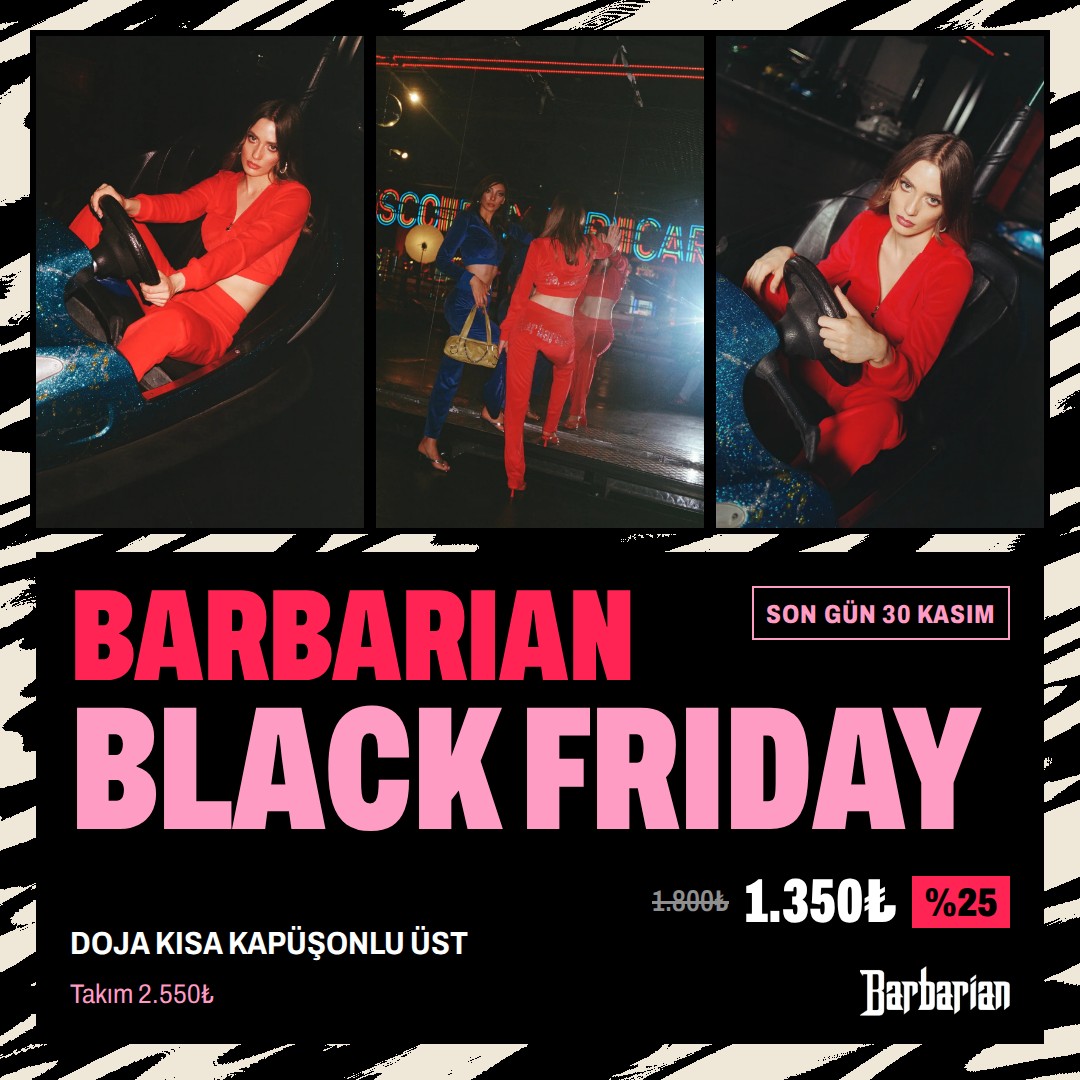 BARBARIAN
SON GÜN 30 KASIM
BLACK FRIDAY
1.800₺ 1.350₺ %25
DOJA KISA KAPÜŞONLU ÜST
Takım 2.550₺
Barbarian